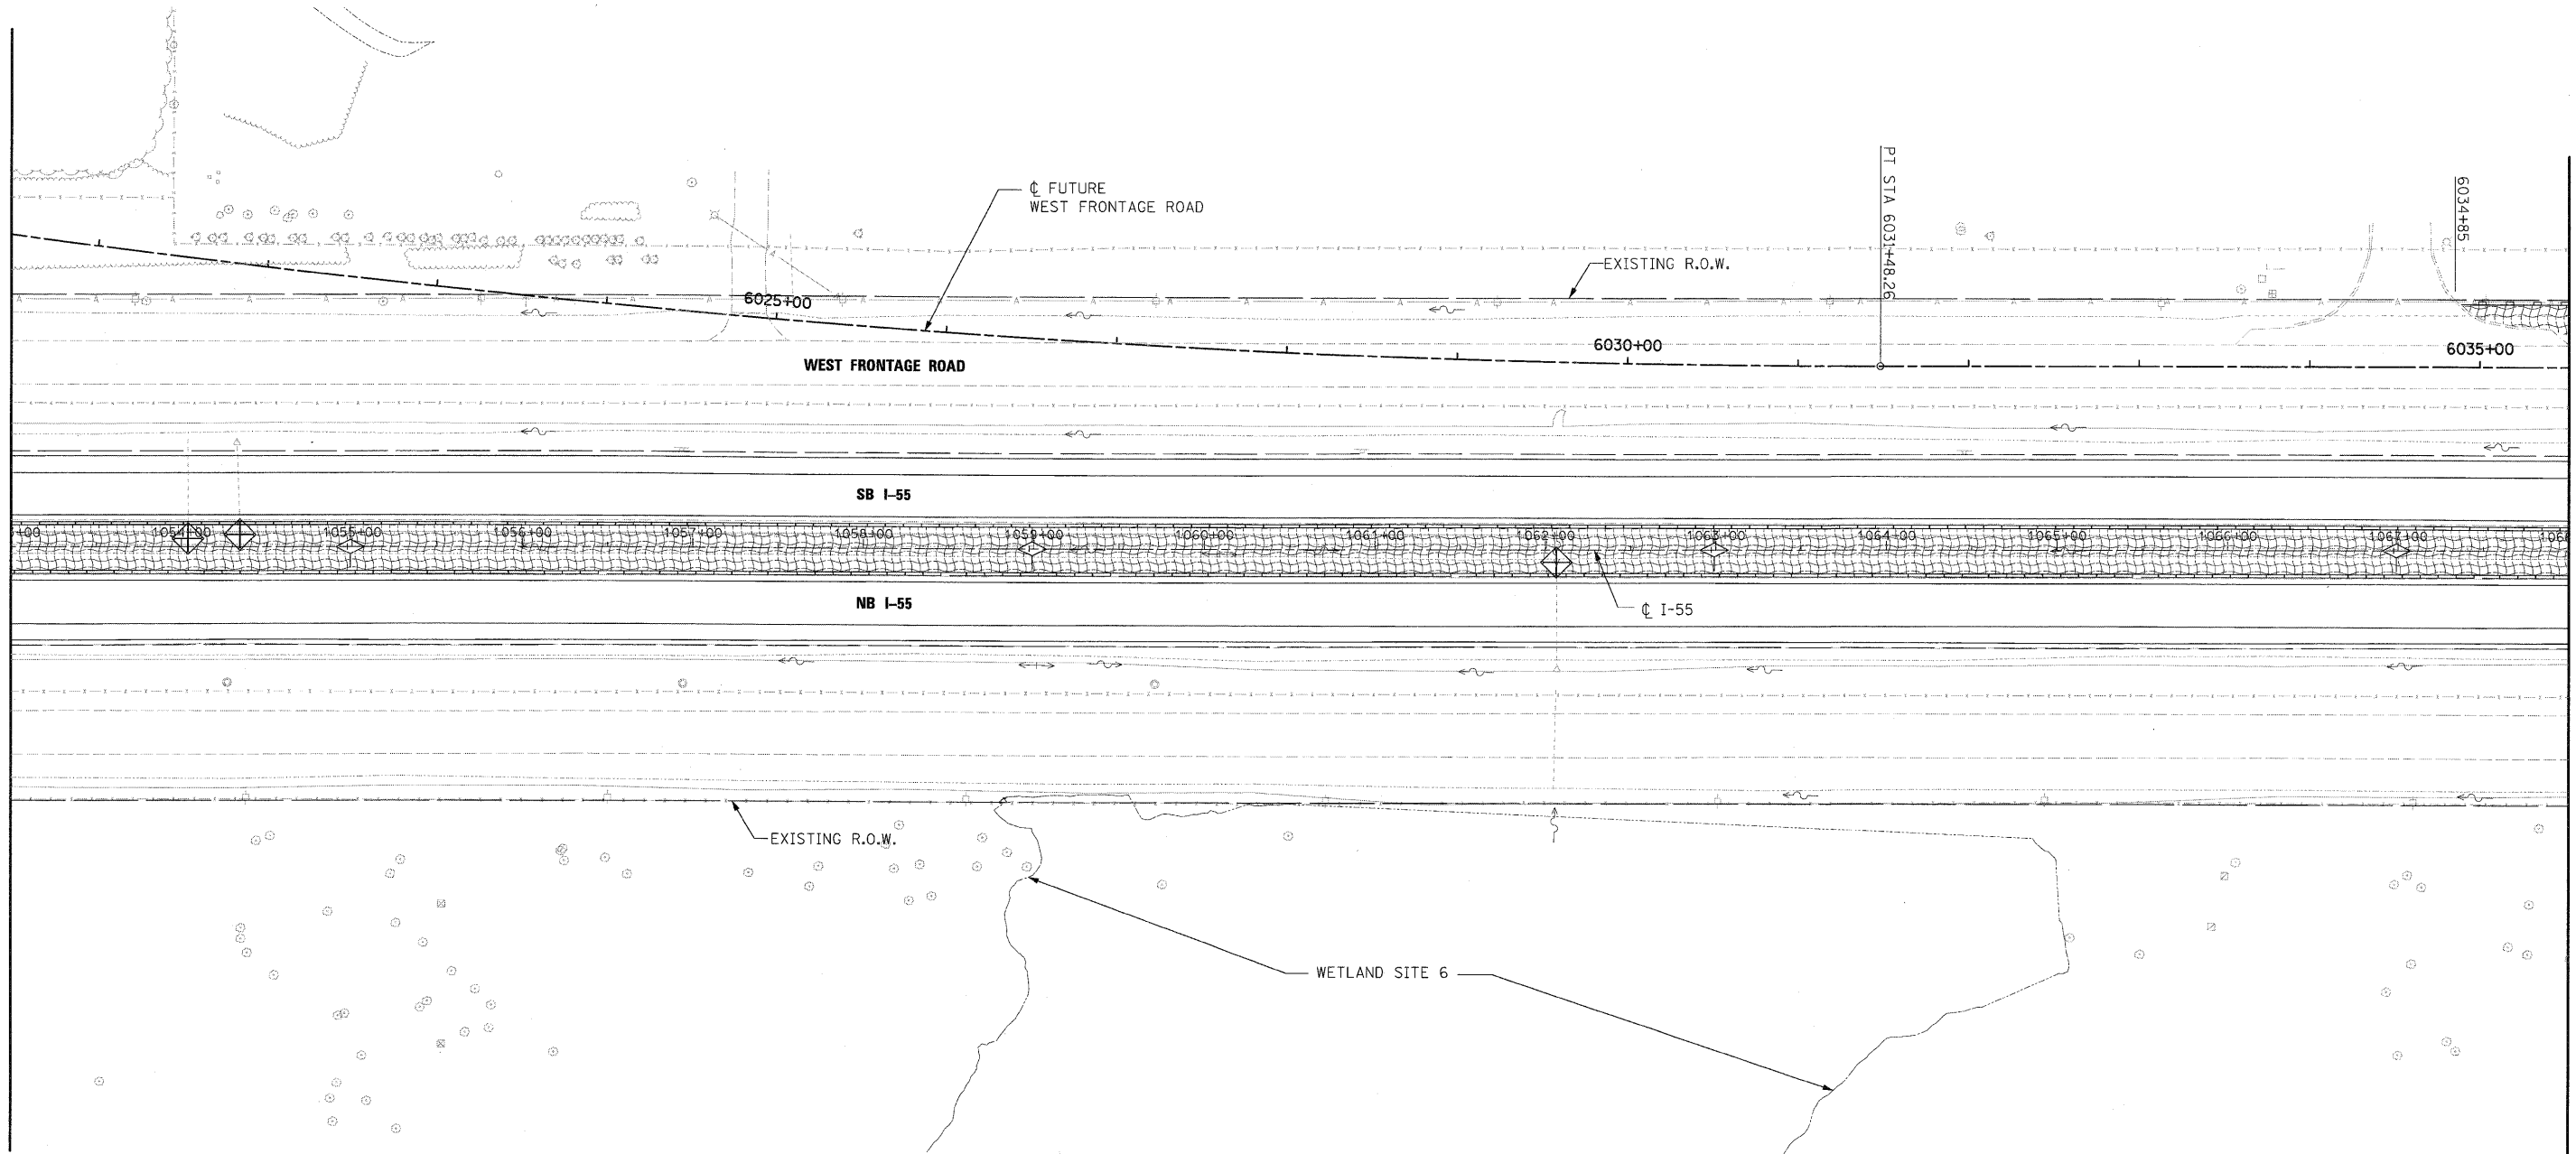 ℄ FUTURE
WEST FRONTAGE ROAD
PT STA 6031+48.26
6034+85
EXISTING R.O.W.
6025+00
6030+00
6035+00
WEST FRONTAGE ROAD
SB I-55
1055+00
1056+00
1057+00
1058+00
1059+00
1060+00
1061+00
1062+00
1063+00
1064+00
1065+00
1066+00
1067+00
NB I-55
℄ I-55
EXISTING R.O.W.
WETLAND SITE 6